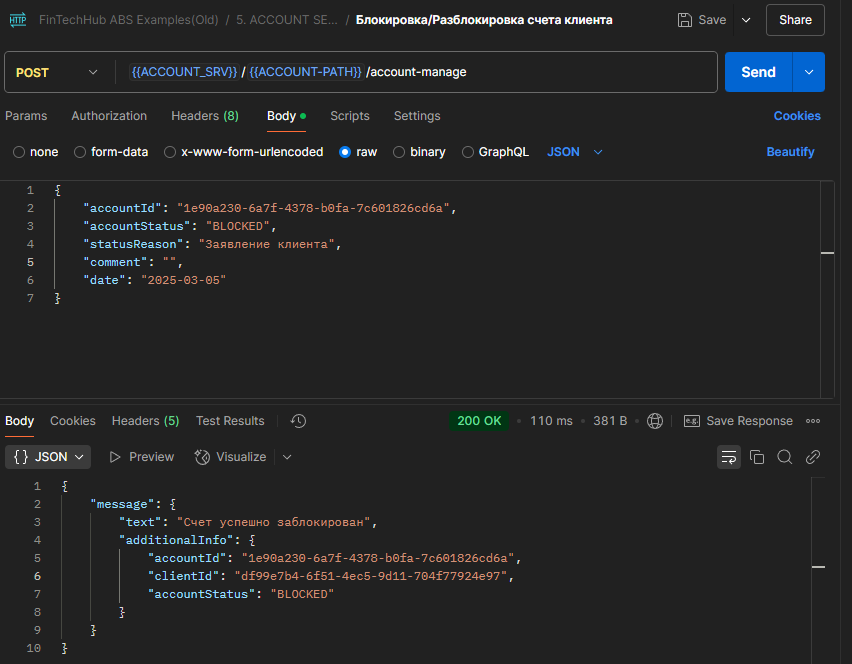 HTTP FinTechHub ABS Examples(Old) / 5. ACCOUNT SE... / Блокировка/Разблокировка счета клиента Save Share
POST {{ACCOUNT_SRV}} / {{ACCOUNT-PATH}} /account-manage Send
Params Authorization Headers (8) Body Scripts Settings Cookies
none form-data x-www-form-urlencoded raw binary GraphQL JSON Beautify
1 {
2 "accountId": "1e90a230-6a7f-4378-b0fa-7c601826cd6a",
3 "accountStatus": "BLOCKED",
4 "statusReason": "Заявление клиента",
5 "comment": "",
6 "date": "2025-03-05"
7 }
Body Cookies Headers (5) Test Results 200 OK 110 ms 381 B e.g. Save Response
{} JSON Preview Visualize
1 {
2 "message": {
3 "text": "Счет успешно заблокирован",
4 "additionalInfo": {
5 "accountId": "1e90a230-6a7f-4378-b0fa-7c601826cd6a",
6 "clientId": "df99e7b4-6f51-4ec5-9d11-704f77924e97",
7 "accountStatus": "BLOCKED"
8 }
9 }
10 }